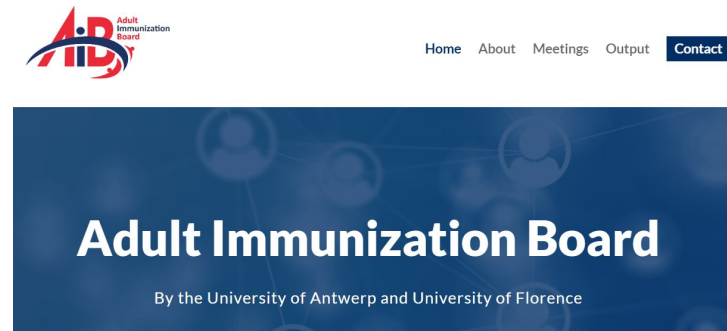 AiB Adult
Immunization
Board
Home About Meetings Output Contact
Adult Immunization Board
By the University of Antwerp and University of Florence